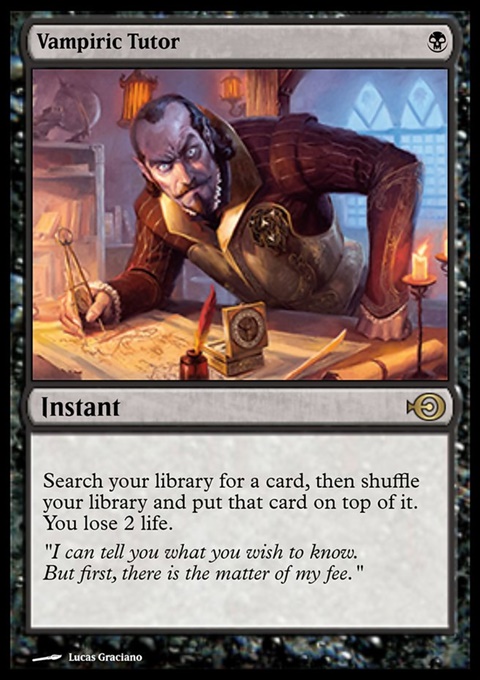 Vampiric Tutor
Instant
Search your library for a card, then shuffle
your library and put that card on top of it.
You lose 2 life.
"I can tell you what you wish to know.
But first, there is the matter of my fee."
Lucas Graciano